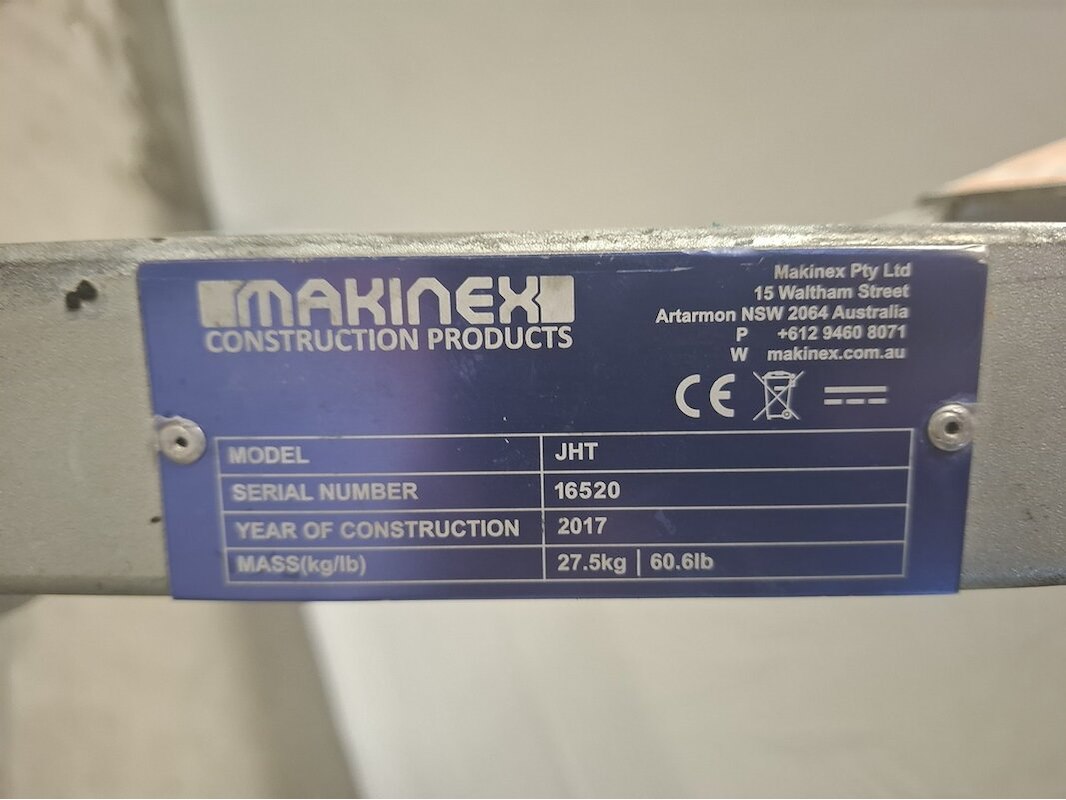 MAKINEX
CONSTRUCTION PRODUCTS
Makinex Pty Ltd
15 Waltham Street
Artarmon NSW 2064 Australia
P +612 9460 8071
W makinex.com.au
CE
MODEL JHT
SERIAL NUMBER 16520
YEAR OF CONSTRUCTION 2017
MASS(kg/lb) 27.5kg | 60.6lb